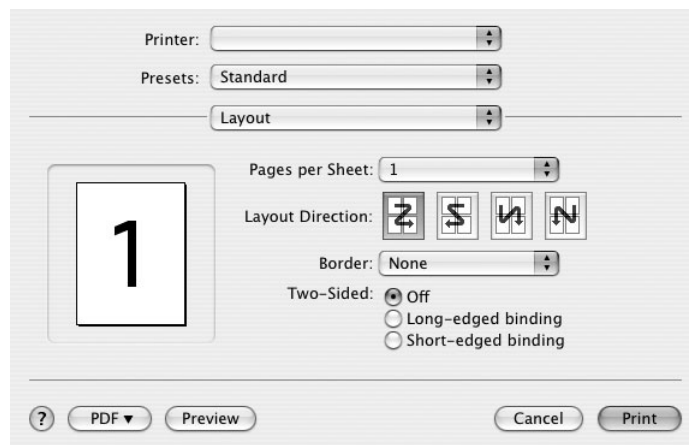 Printer:
Presets: Standard
Layout
Pages per Sheet: 1
Layout Direction:
Border: None
Two-Sided: Off
Long-edged binding
Short-edged binding
1
? PDF▼ Preview Cancel Print